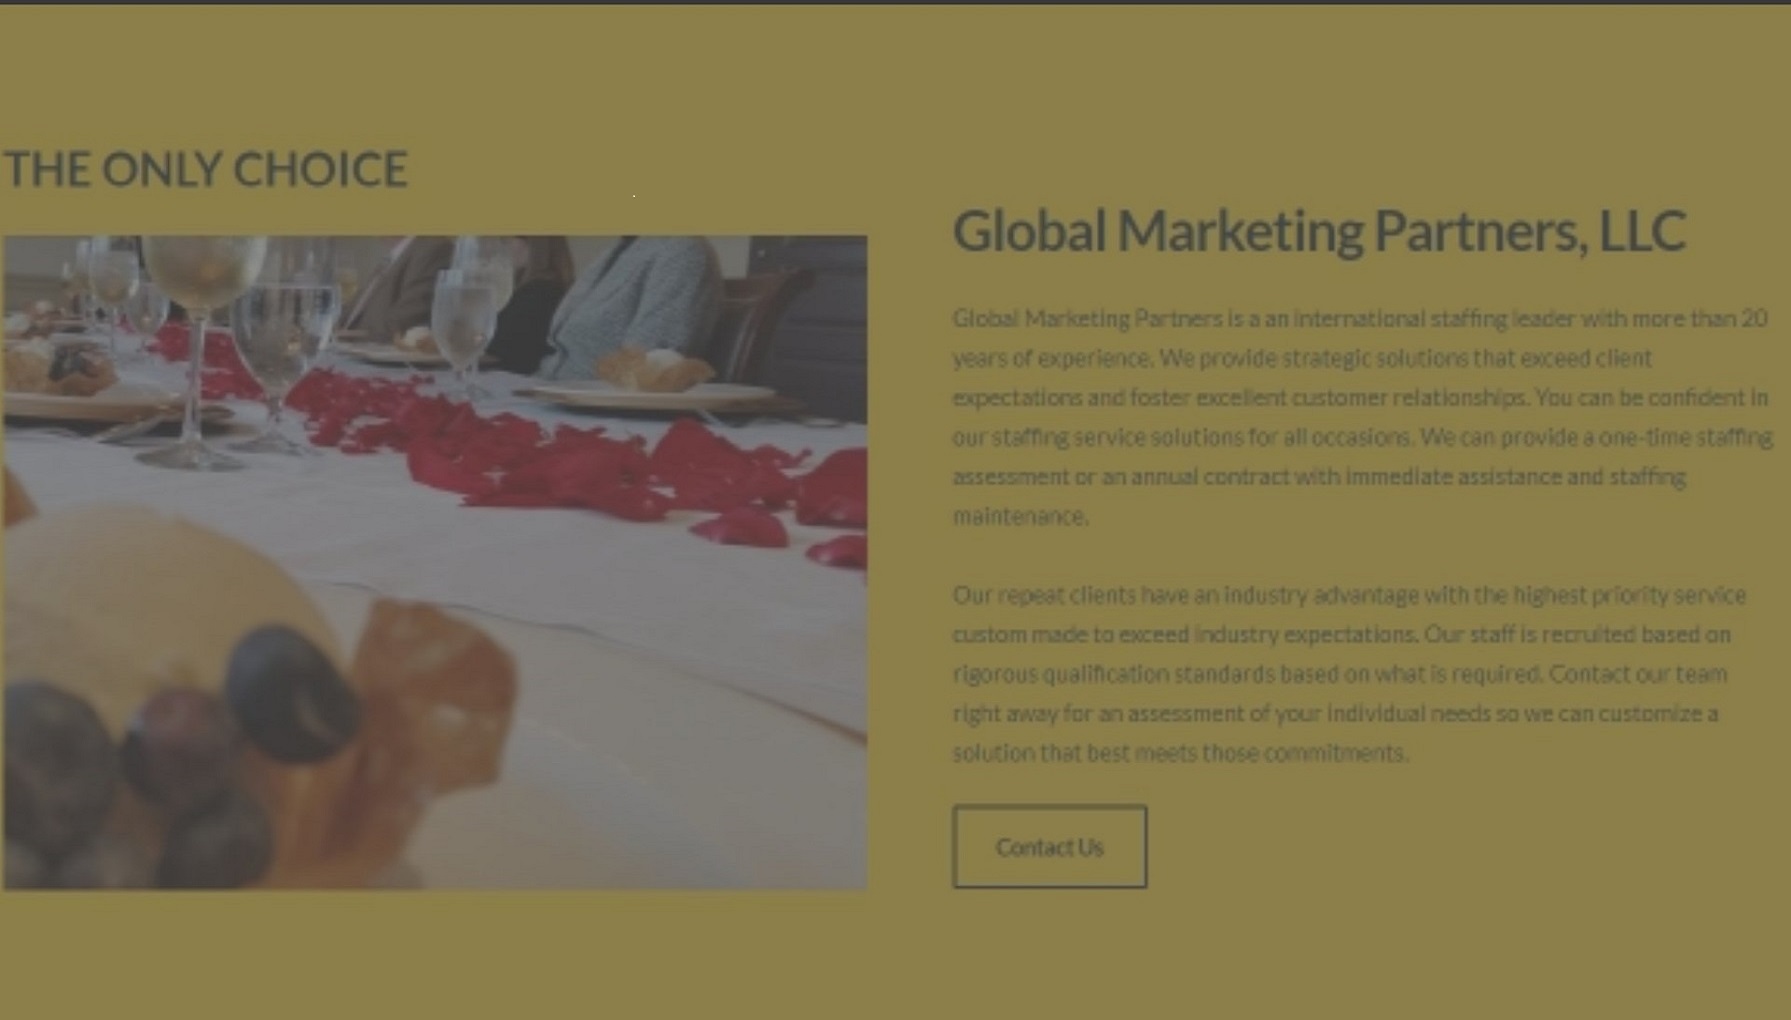 THE ONLY CHOICE
Global Marketing Partners, LLC
Global Marketing Partners is a an international staffing leader with more than 20
years of experience. We provide strategic solutions that exceed client
expectations and foster excellent customer relationships. You can be confident in
our staffing service solutions for all occasions. We can provide a one-time staffing
assessment or an annual contract with immediate assistance and staffing
maintenance.
Our repeat clients have an industry advantage with the highest priority service
custom made to exceed industry expectations. Our staff is recruited based on
rigorous qualification standards based on what is required. Contact our team
right away for an assessment of your individual needs so we can customize a
solution that best meets those commitments.
Contact Us